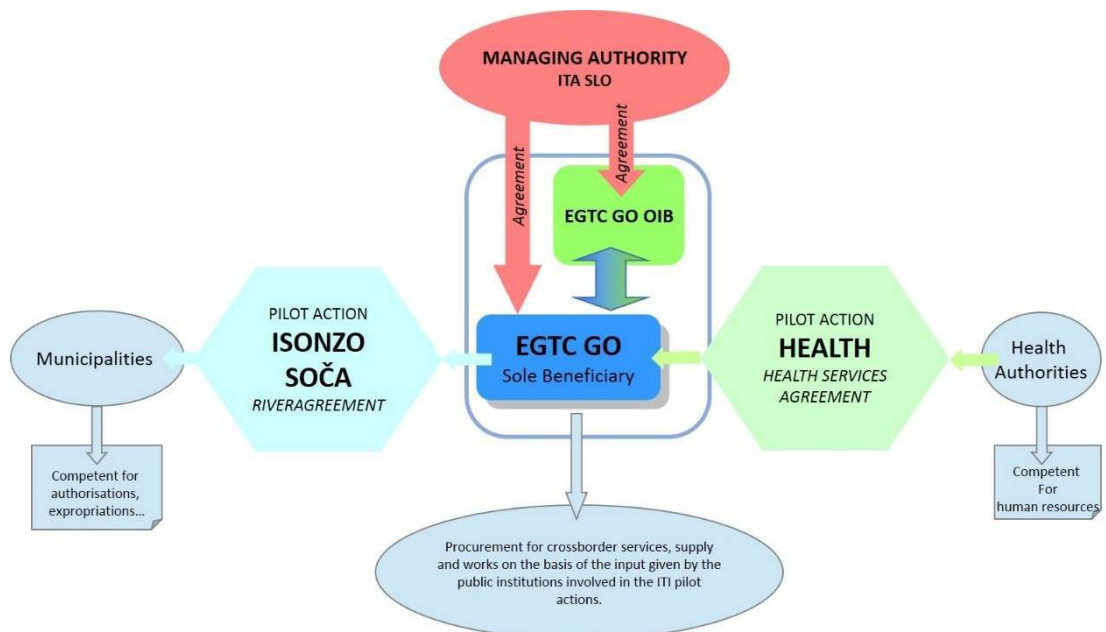 MANAGING AUTHORITY
ITA SLO
Agreement
Agreement
EGTC GO OIB
PILOT ACTION
ISONZO
SOČA
RIVERAGREEMENT
EGTC GO
Sole Beneficiary
PILOT ACTION
HEALTH
HEALTH SERVICES
AGREEMENT
Municipalities
Health
Authorities
Competent for
authorisations,
expropriations...
Competent
For
human resources
Procurement for crossborder services, supply
and works on the basis of the input given by the
public institutions involved in the ITI pilot
actions.